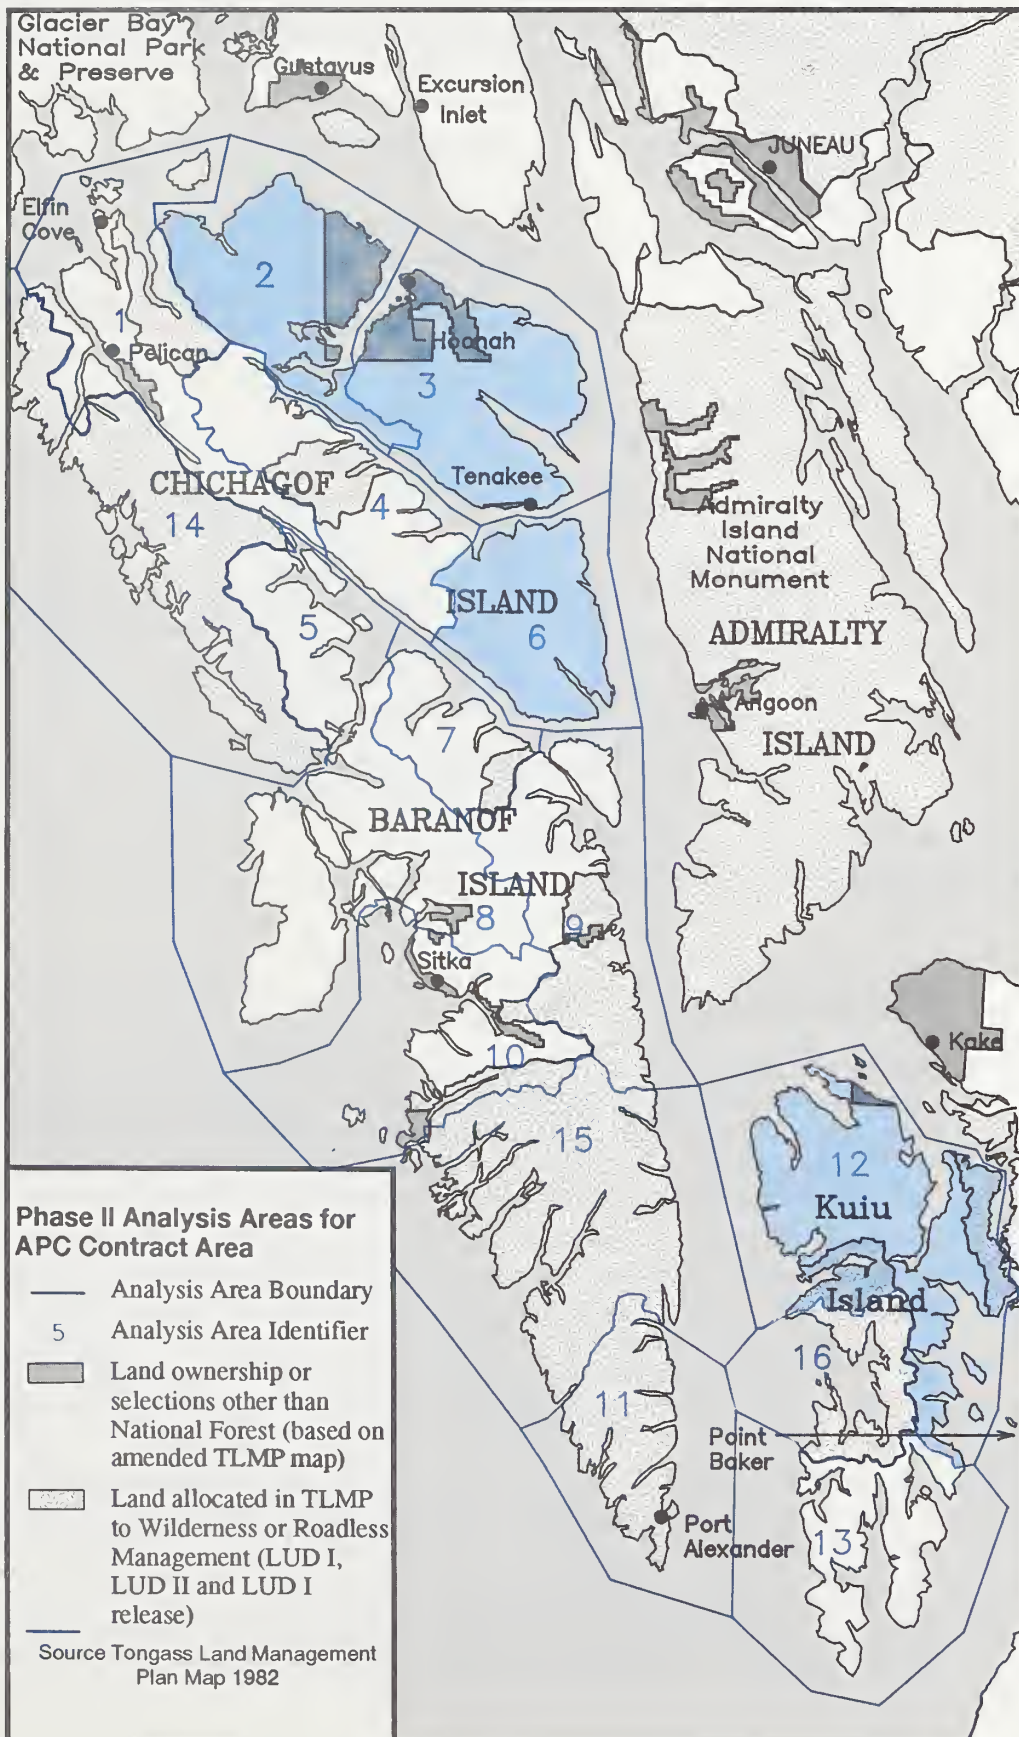 Glacier Bay
National Park
& Preserve
Gustavus
Excursion
Inlet
JUNEAU
Elfin
Cove
2
1
Pelican
Hoonah
3
CHICHAGOF
14
4
Tenakee
Admiralty
Island
National
Monument
ISLAND
6
5
ADMIRALTY
Angoon
ISLAND
7
BARANOF
ISLAND
8
9
Sitka
10
Kake
15
12
Kuiu
Island
16
11
Point
Baker
Port
Alexander
13
Phase II Analysis Areas for
APC Contract Area
Analysis Area Boundary
5 Analysis Area Identifier
Land ownership or
selections other than
National Forest (based on
amended TLMP map)
Land allocated in TLMP
to Wilderness or Roadless
Management (LUD I,
LUD II and LUD I
release)
Source Tongass Land Management
Plan Map 1982